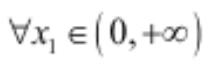 ∀x₁ ∈ (0, +∞)